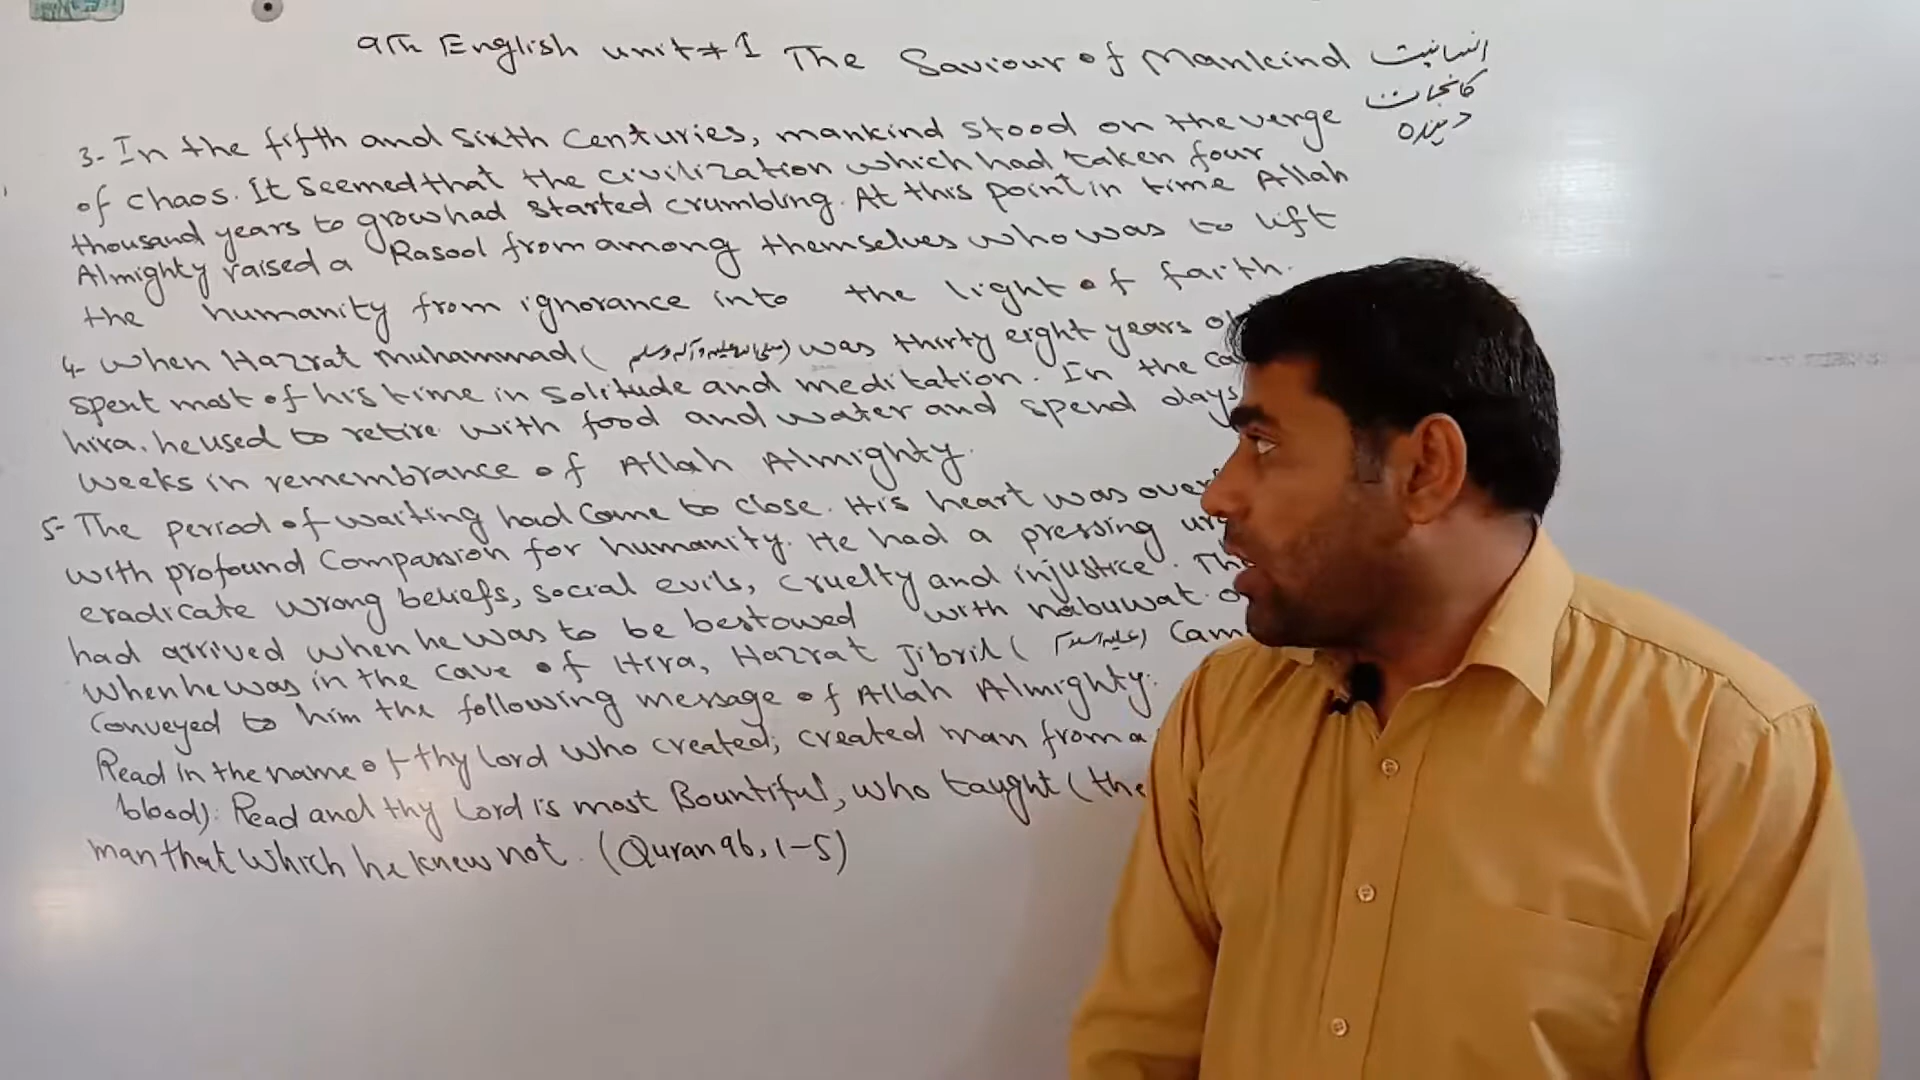 9Th English unit #1 The Saviour of Mankind انسانیت
کا نجات
دہندہ
3- In the fifth and sixth centuries, mankind stood on the verge
of chaos. It seemed that the civilization which had taken four
thousand years to grow had started crumbling. At this point in time Allah
Almighty raised a Rasool from among themselves who was to lift
the humanity from ignorance into the light of faith.
4- When Hazrat Muhammad ( صلی اللہ علیہ وآلہ وسلم) was thirty eight years
spent most of his time in solitude and meditation. In the
hira. he used to retire with food and water and spend days
weeks in remembrance of Allah Almighty.
5- The period of waiting had come to close. His heart was
with profound compassion for humanity. He had a pressing
eradicate wrong beliefs, social evils, cruelty and injustice.
had arrived when he was to be bestowed with nabuwat.
When he was in the cave of Hira, Hazrat Jibril ( علیہ السلام)
conveyed to him the following message of Allah Almighty:
Read in the name of thy Lord who created; created man from a
blood): Read and thy Lord is most Bountiful, who taught (the
man that which he knew not. (Quran 96, 1-5)